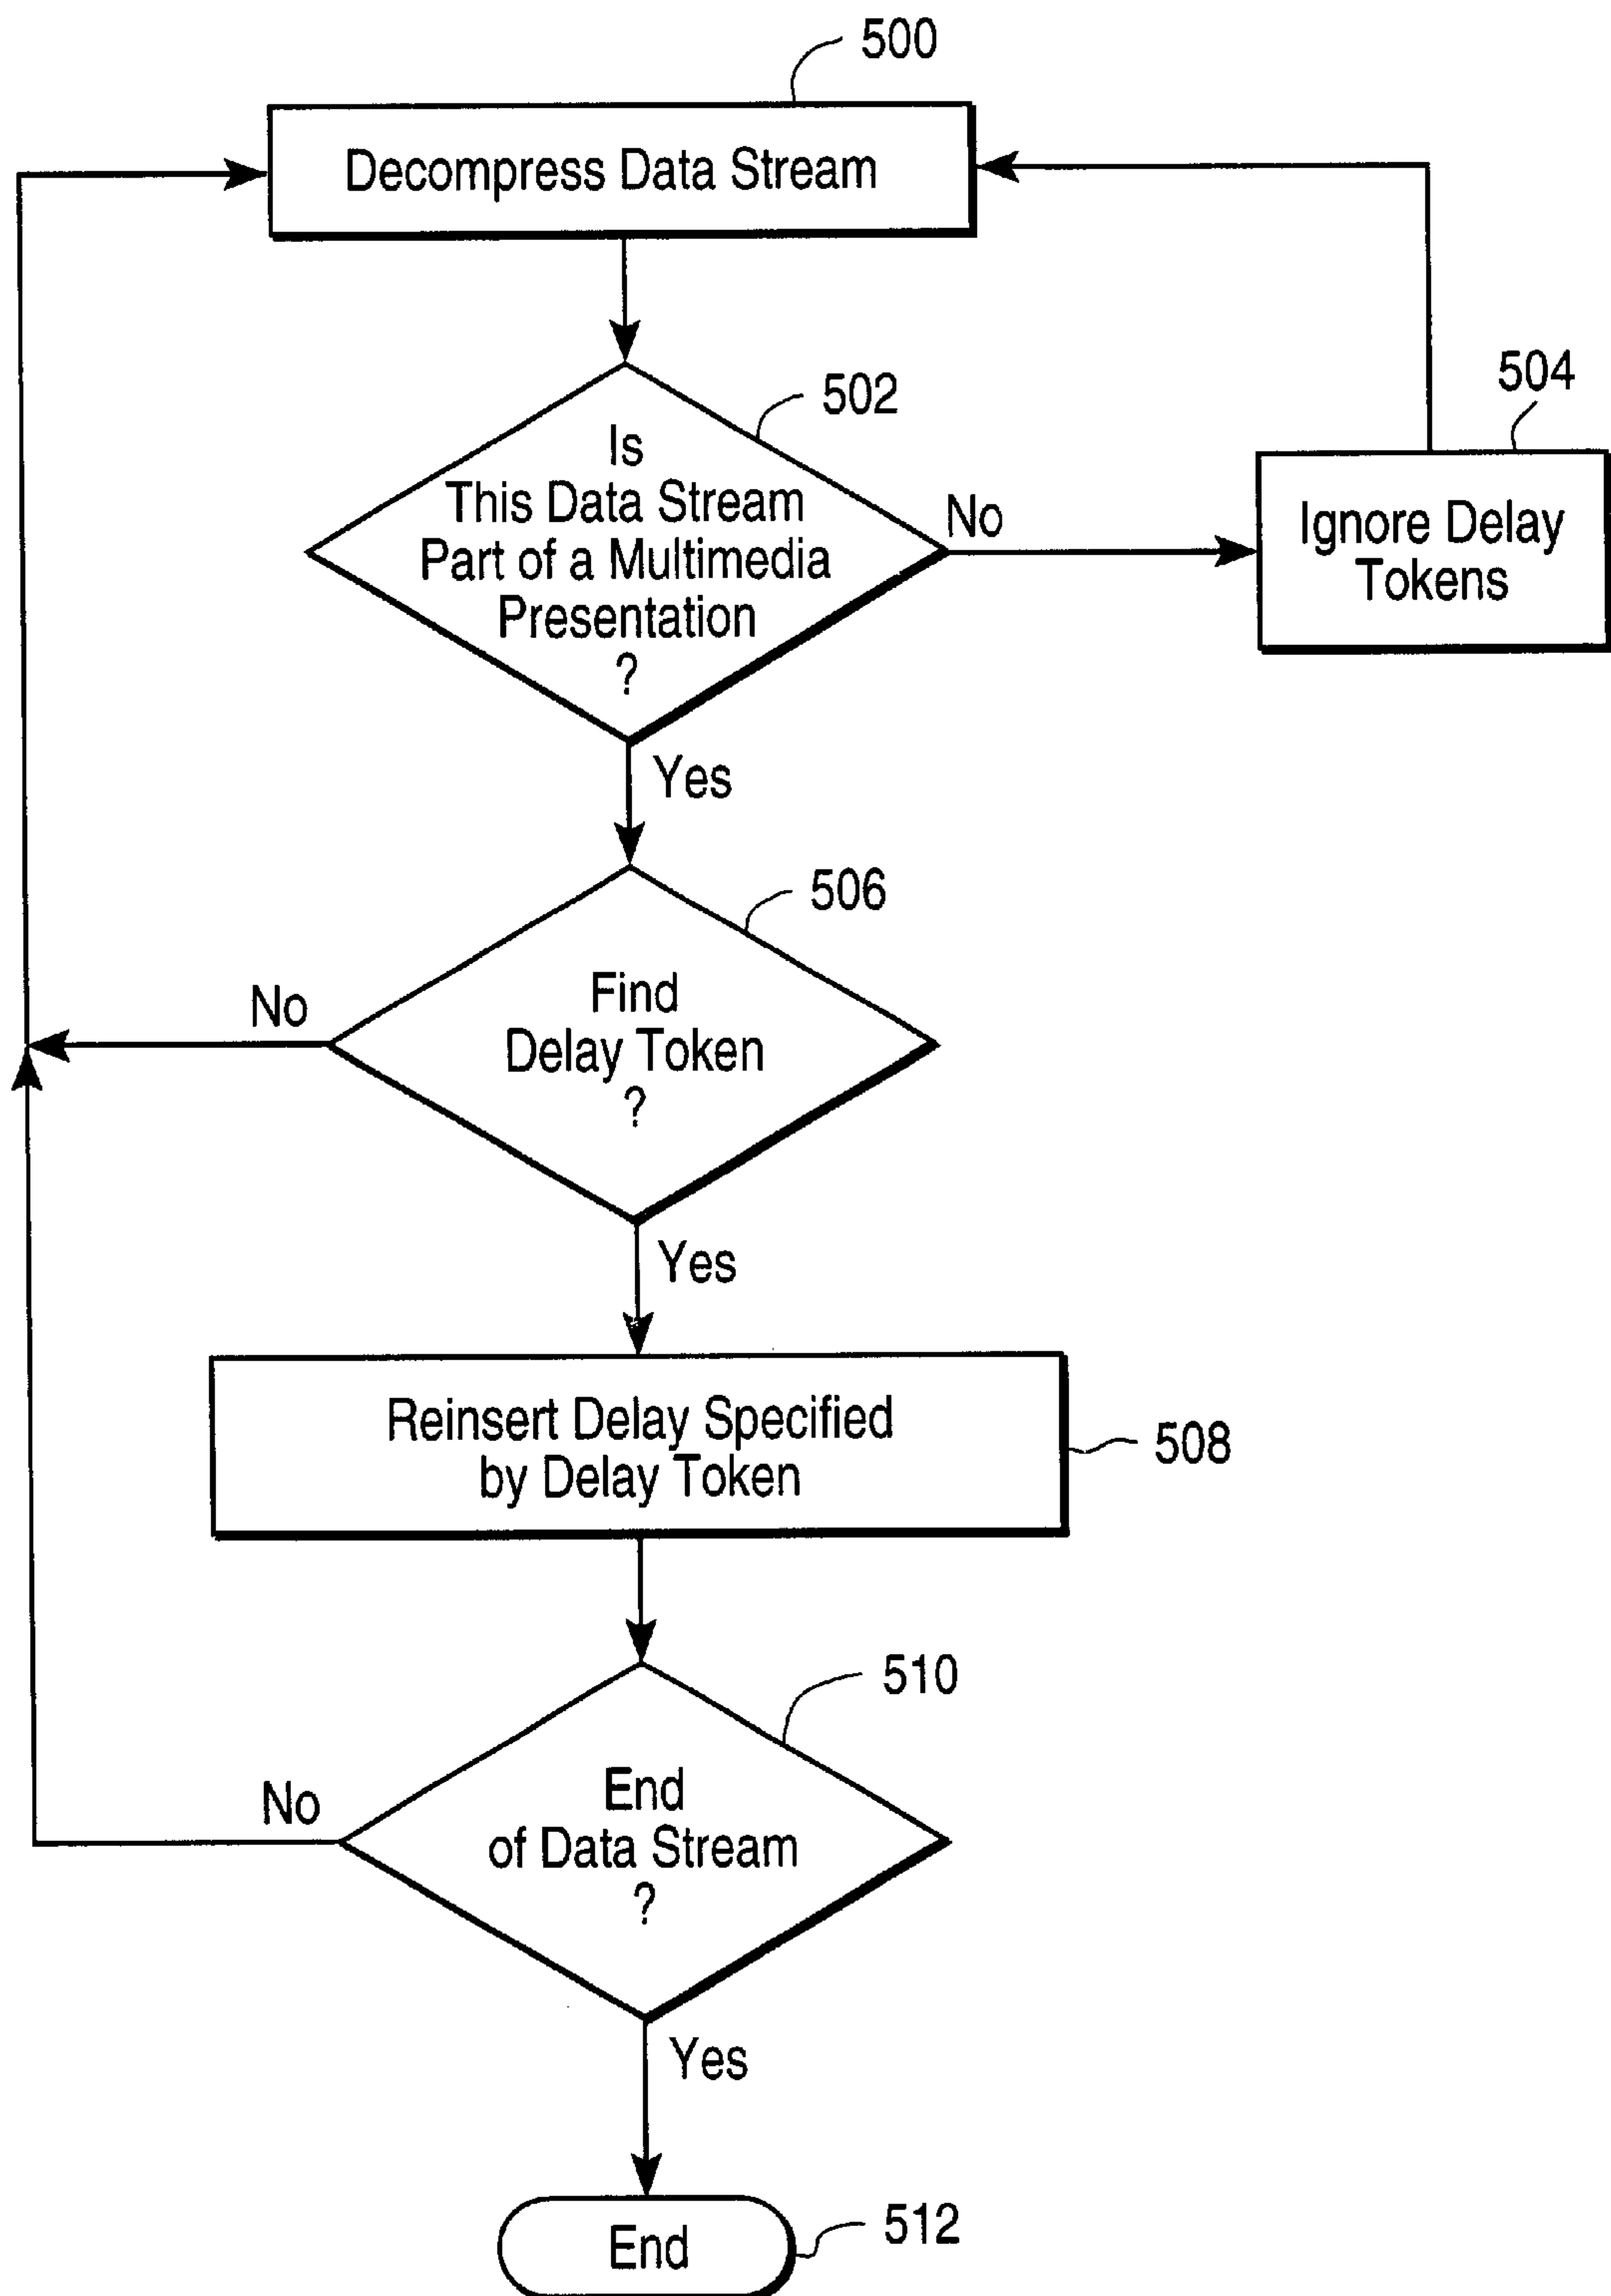 500
Decompress Data Stream
502
504
Is
This Data Stream
Part of a Multimedia
Presentation
?
No
Ignore Delay
Tokens
Yes
506
Find
Delay Token
?
No
Yes
Reinsert Delay Specified
by Delay Token
508
510
End
of Data Stream
?
No
Yes
End
512